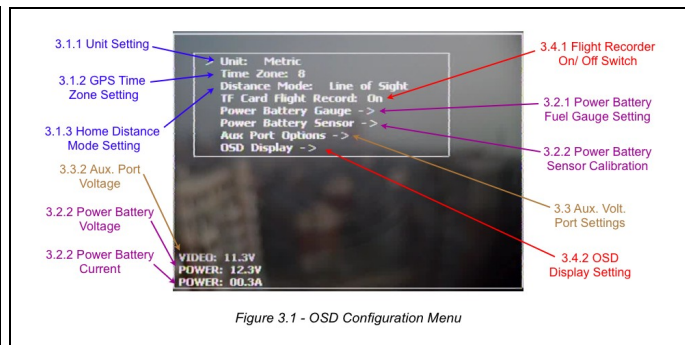 3.1.1 Unit Setting
3.1.2 GPS Time
Zone Setting
3.1.3 Home Distance
Mode Setting
3.3.2 Aux. Port
Voltage
3.2.2 Power Battery
Voltage
3.2.2 Power Battery
Current
> Unit: Metric
Time Zone: 8
Distance Mode: Line of Sight
TF Card Flight Record: On
Power Battery Gauge ->
Power Battery Sensor ->
Aux Port Options ->
OSD Display ->
VIDEO: 11.3V
POWER: 12.3V
POWER: 00.3A
3.4.1 Flight Recorder
On/ Off Switch
3.2.1 Power Battery
Fuel Gauge Setting
3.2.2 Power Battery
Sensor Calibration
3.3 Aux. Volt.
Port Settings
3.4.2 OSD
Display Setting
Figure 3.1 - OSD Configuration Menu